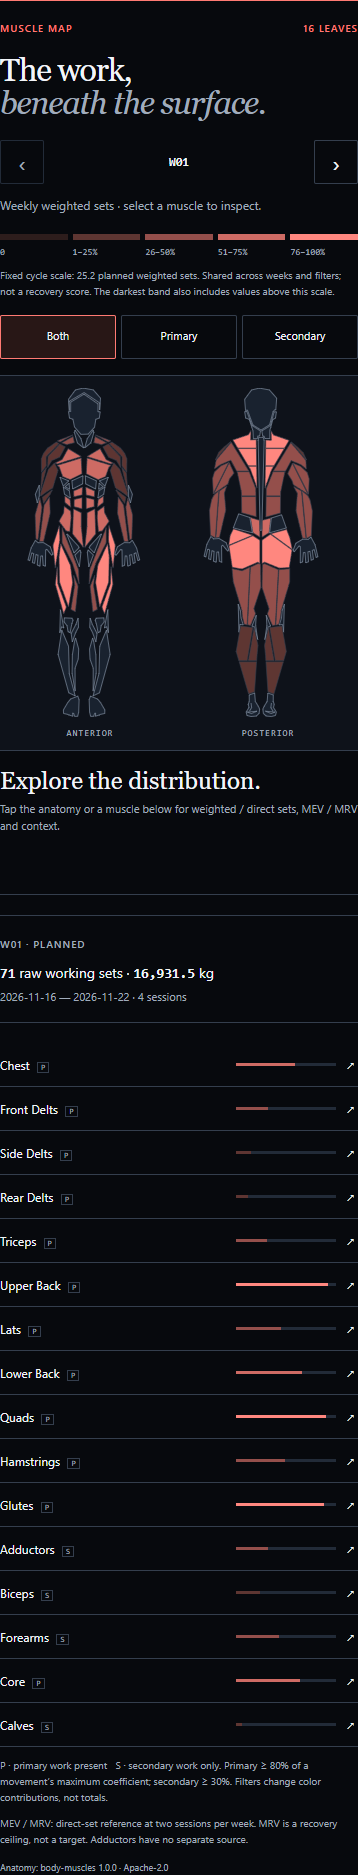 MUSCLE MAP
16 LEAVES
The work,
beneath the surface.
‹
W01
›
Weekly weighted sets · select a muscle to inspect.
0
1–25%
26–50%
51–75%
76–100%
Fixed cycle scale: 25.2 planned weighted sets. Shared across weeks and filters;
not a recovery score. The darkest band also includes values above this scale.
Both
Primary
Secondary
ANTERIOR
POSTERIOR
Explore the distribution.
Tap the anatomy or a muscle below for weighted / direct sets, MEV / MRV
and context.
W01 · PLANNED
71 raw working sets · 16,931.5 kg
2026-11-16 — 2026-11-22 · 4 sessions
Chest P ↗
Front Delts P ↗
Side Delts P ↗
Rear Delts P ↗
Triceps P ↗
Upper Back P ↗
Lats P ↗
Lower Back P ↗
Quads P ↗
Hamstrings P ↗
Glutes P ↗
Adductors S ↗
Biceps S ↗
Forearms S ↗
Core P ↗
Calves S ↗
P · primary work present S · secondary work only. Primary ≥ 80% of a
movement's maximum coefficient; secondary ≥ 30%. Filters change color
contributions, not totals.
MEV / MRV: direct-set reference at two sessions per week. MRV is a recovery
ceiling, not a target. Adductors have no separate source.
Anatomy: body-muscles 1.0.0 · Apache-2.0